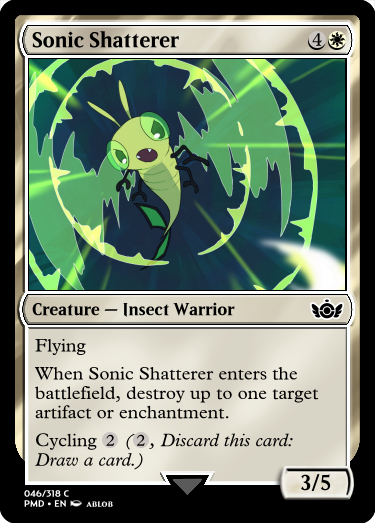 Sonic Shatterer 4
Creature — Insect Warrior
Flying
When Sonic Shatterer enters the
battlefield, destroy up to one target
artifact or enchantment.
Cycling 2 (2, Discard this card:
Draw a card.)
3/5
046/318 C
PMD • EN ABLOB